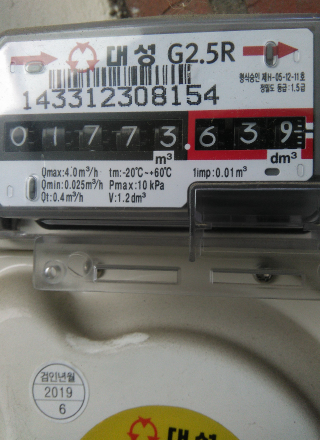 대성 G2.5R
형식승인 제H-05-12-11호
정밀도 등급:1.5급
143312308154
01773.639
m³
dm³
Qmax:4.0m³/h tm:-20°C~+60°C 1imp:0.01m³
Qmin:0.025m³/h Pmax:10kPa
Qt:0.4m³/h V:1.2dm³
검인년월
2019
6
대성